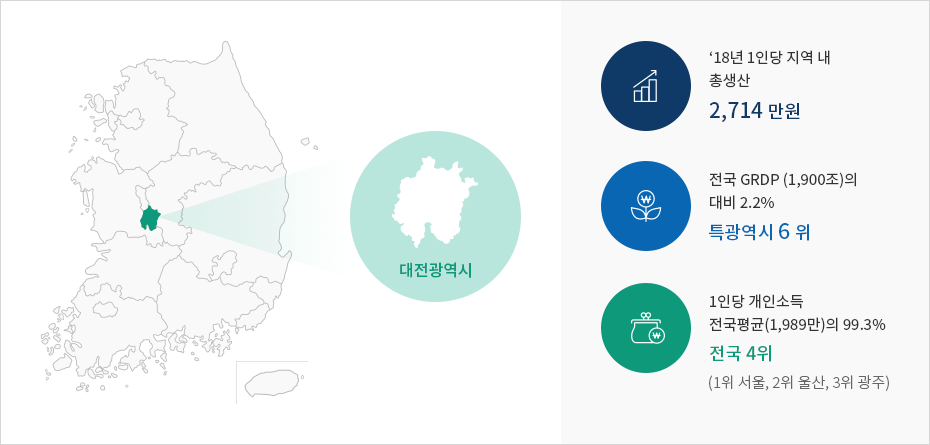 대전광역시
‘18년 1인당 지역 내
총생산
2,714 만원
전국 GRDP (1,900조)의
대비 2.2%
특광역시 6 위
1인당 개인소득
전국평균(1,989만)의 99.3%
전국 4위
(1위 서울, 2위 울산, 3위 광주)